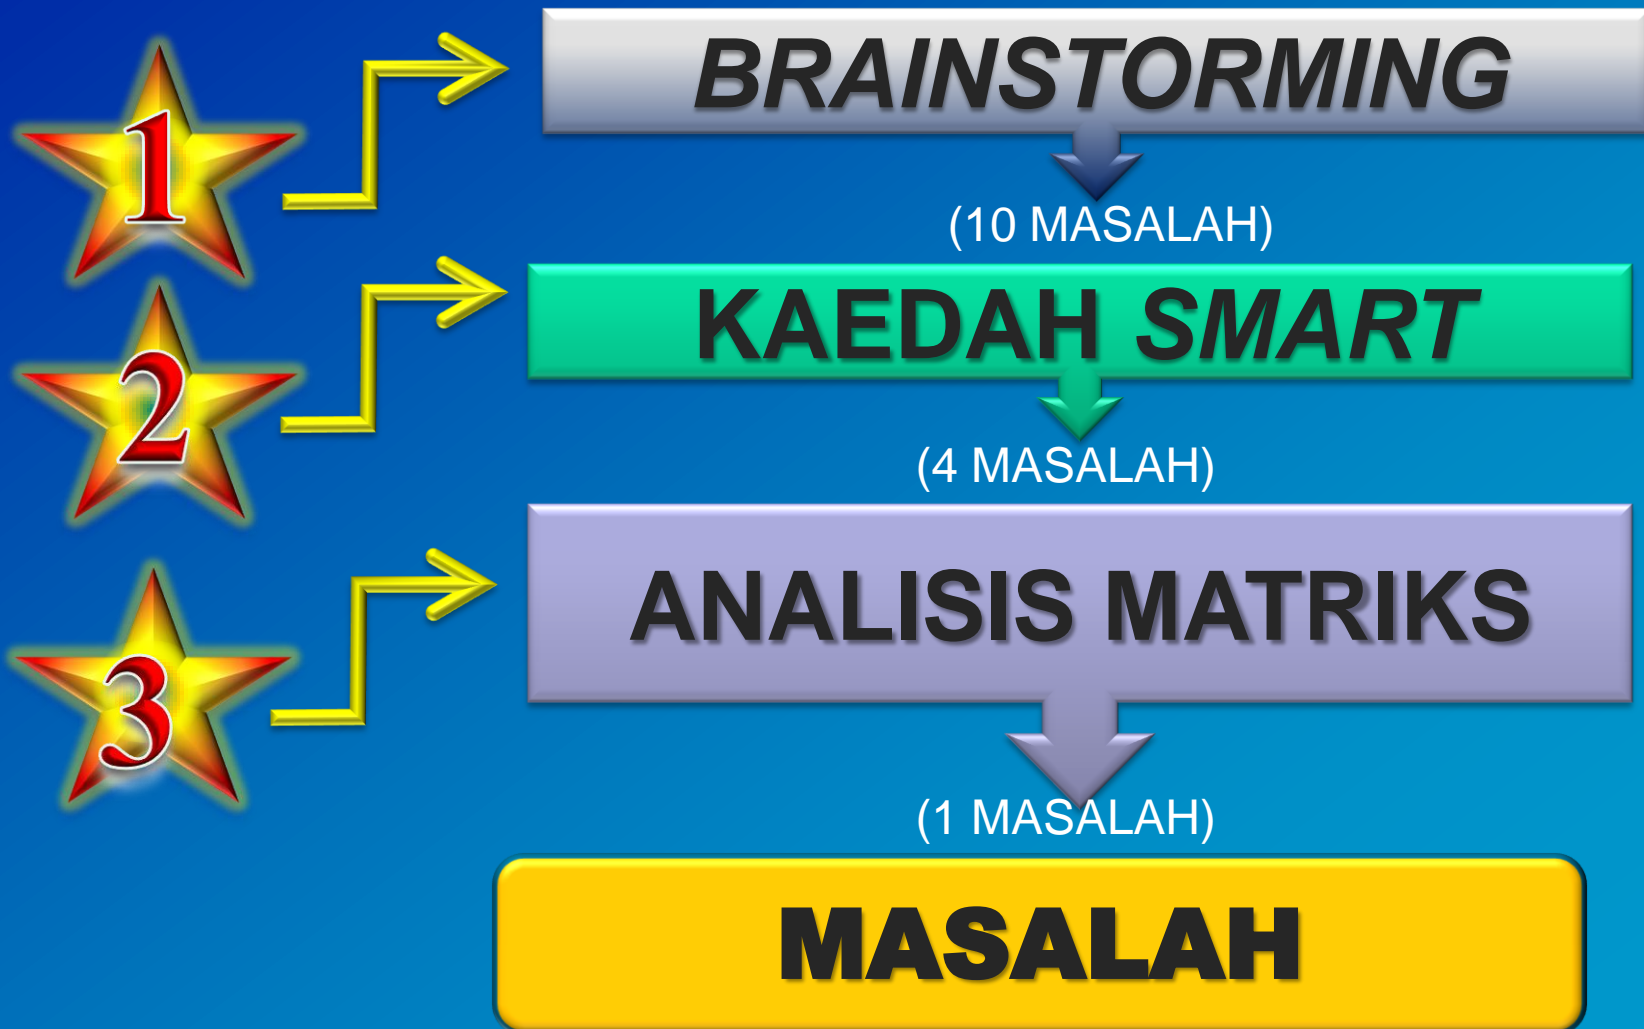 1
BRAINSTORMING
(10 MASALAH)
2
KAEDAH SMART
(4 MASALAH)
3
ANALISIS MATRIKS
(1 MASALAH)
MASALAH